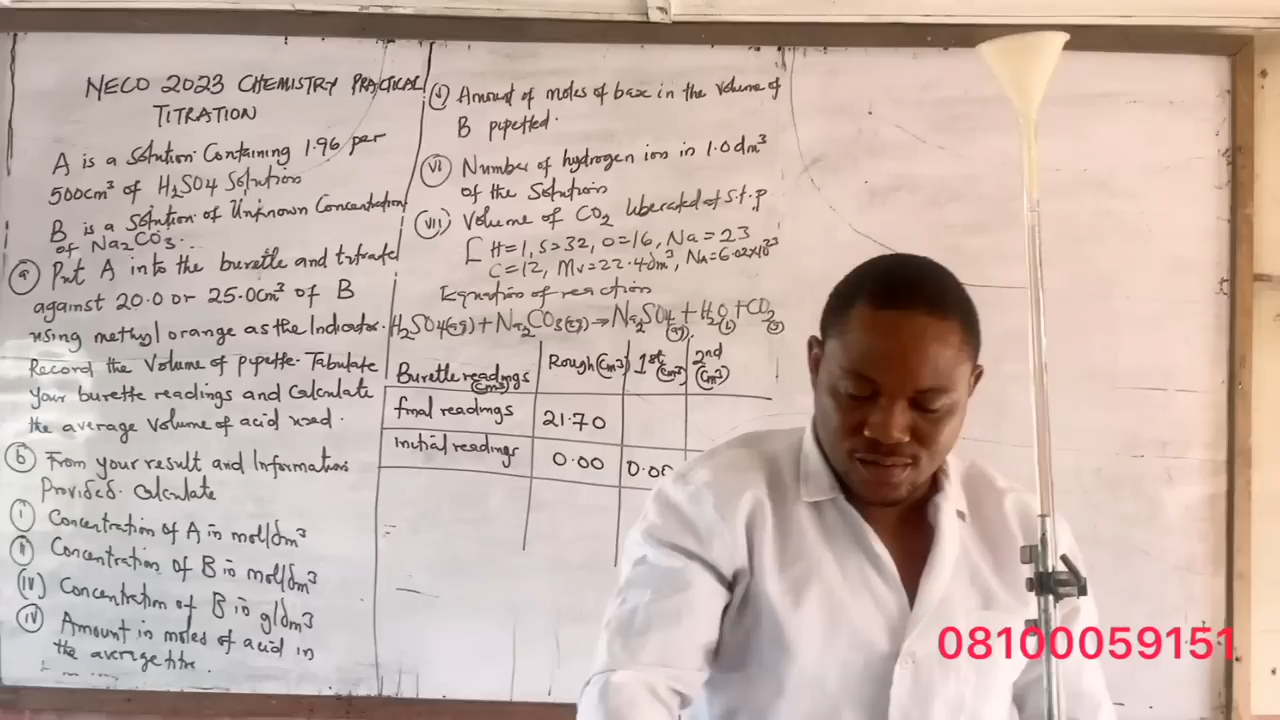 NECO 2023 CHEMISTRY PRACTICAL
TITRATION
A is a Solution Containing 1.96 per
500cm³ of H₂SO₄ Solution
B is a Solution of Unknown Concentration
of Na₂CO₃.
(a) Put A into the burette and titrated
against 20.0 or 25.0cm³ of B
using methyl orange as the Indicator.
Record the Volume of pipette. Tabulate
Your burette readings and Calculate
the average Volume of acid used.
(b) From your result and Information
Provided. Calculate
(i) Concentration of A in mol/dm³
(ii) Concentration of B in mol/dm³
(iv) Concentration of B in g/dm³
(iv) Amount in moles of acid in
the average titre.
Amount of moles of base in the volume of
B pipetted.
(vi) Number of hydrogen ions in 1.0dm³
of the Solution
(vii) Volume of CO₂ liberated at s.t.p
[H=1, S=32, O=16, Na=23
C=12, Mv=22.4dm³, NA=6.02x10²³
Equation of reaction
H₂SO₄(aq) + Na₂CO₃(aq) → Na₂SO₄(aq) + H₂O(l) + CO₂(g)
Burette readings (cm³) Rough (cm³) 1st (cm³) 2nd (cm³)
final readings 21.70
initial readings 0.00 0.00
08100059151